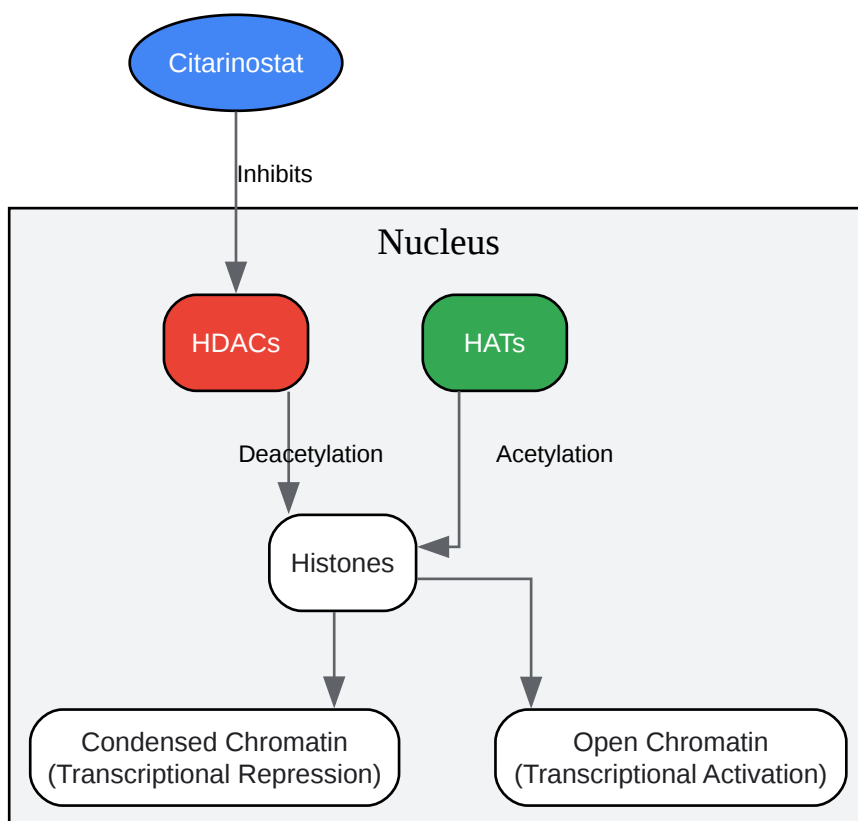 Citarinostat
Inhibits
Nucleus
HDACs
HATs
Deacetylation
Acetylation
Histones
Condensed Chromatin
(Transcriptional Repression)
Open Chromatin
(Transcriptional Activation)